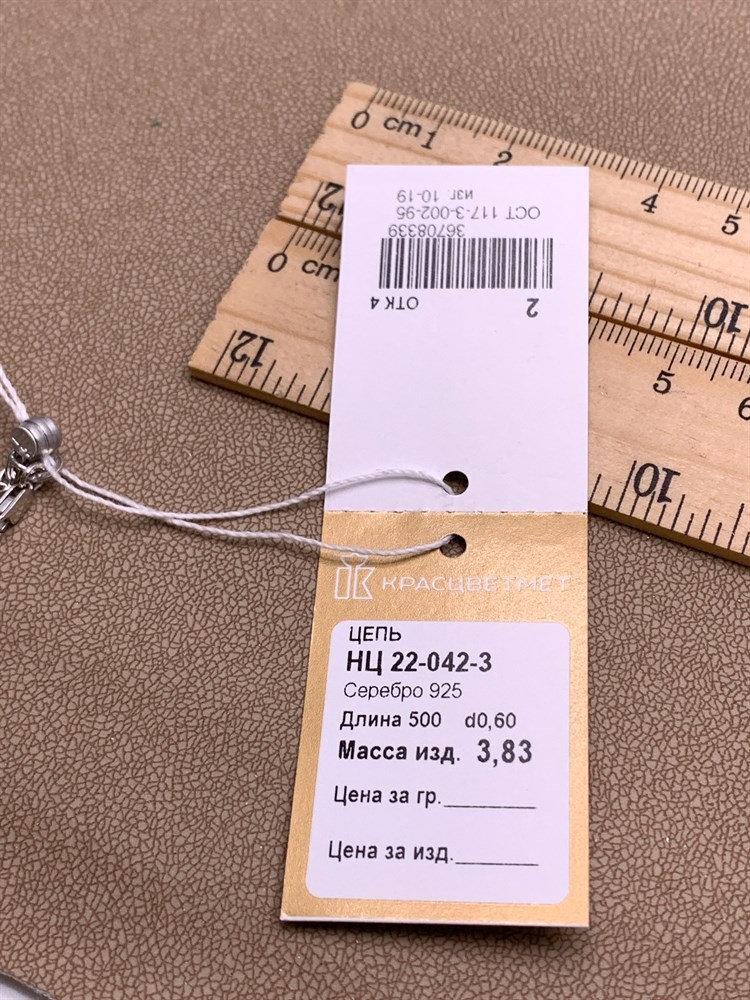 0 cm 1 2 4 5
12 10
0 cm 5 6
12 10
изг. 10-19
ОСТ 117-3-002-95
36708339
2
ОТК 4
КРАСЦВЕТМЕТ
ЦЕПЬ
НЦ 22-042-3
Серебро 925
Длина 500 d0,60
Масса изд. 3,83
Цена за гр.
Цена за изд.